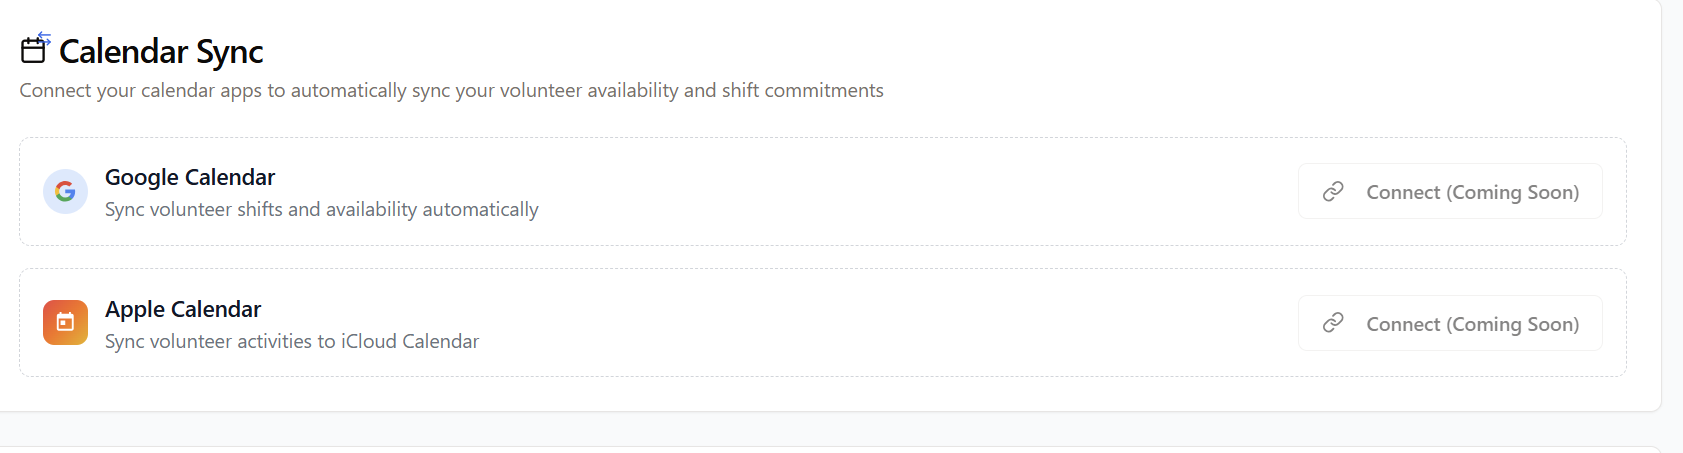 Calendar Sync
Connect your calendar apps to automatically sync your volunteer availability and shift commitments
Google Calendar
Sync volunteer shifts and availability automatically
Connect (Coming Soon)
Apple Calendar
Sync volunteer activities to iCloud Calendar
Connect (Coming Soon)